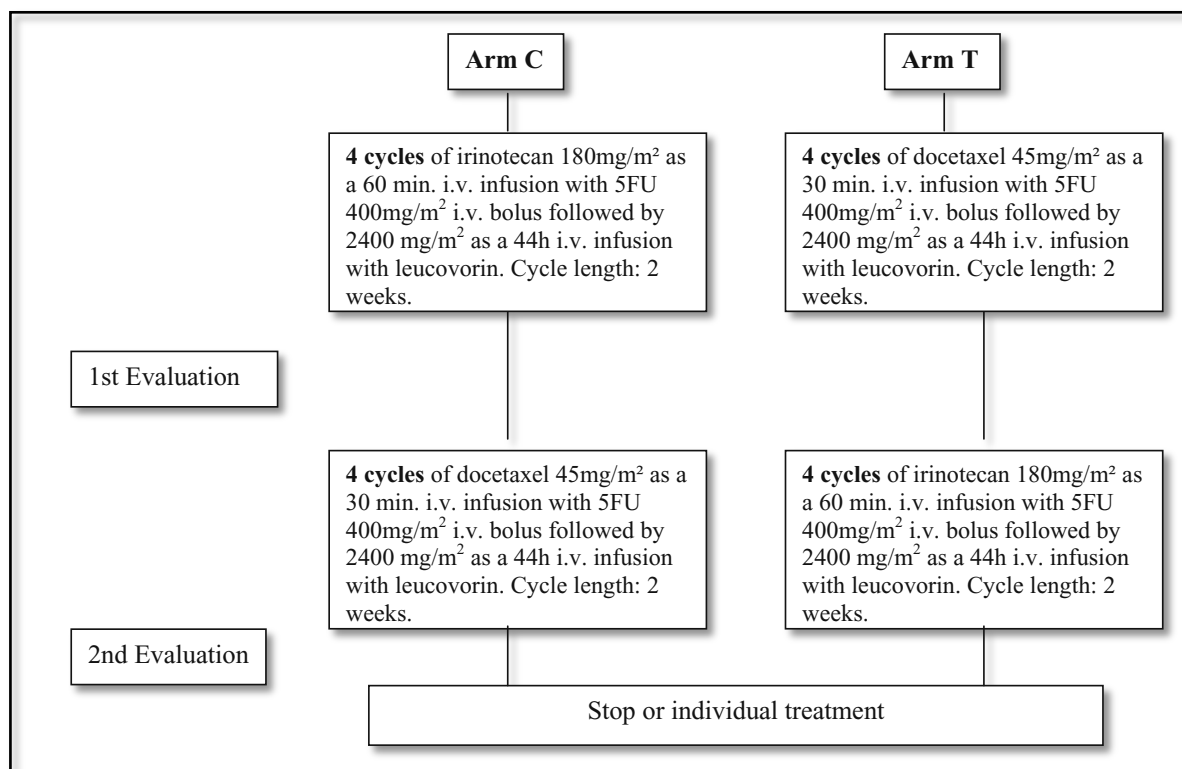 Arm C
Arm T
4 cycles of irinotecan 180mg/m² as
a 60 min. i.v. infusion with 5FU
400mg/m² i.v. bolus followed by
2400 mg/m² as a 44h i.v. infusion
with leucovorin. Cycle length: 2
weeks.
4 cycles of docetaxel 45mg/m² as a
30 min. i.v. infusion with 5FU
400mg/m² i.v. bolus followed by
2400 mg/m² as a 44h i.v. infusion
with leucovorin. Cycle length: 2
weeks.
1st Evaluation
4 cycles of docetaxel 45mg/m² as a
30 min. i.v. infusion with 5FU
400mg/m² i.v. bolus followed by
2400 mg/m² as a 44h i.v. infusion
with leucovorin. Cycle length: 2
weeks.
4 cycles of irinotecan 180mg/m² as
a 60 min. i.v. infusion with 5FU
400mg/m² i.v. bolus followed by
2400 mg/m² as a 44h i.v. infusion
with leucovorin. Cycle length: 2
weeks.
2nd Evaluation
Stop or individual treatment